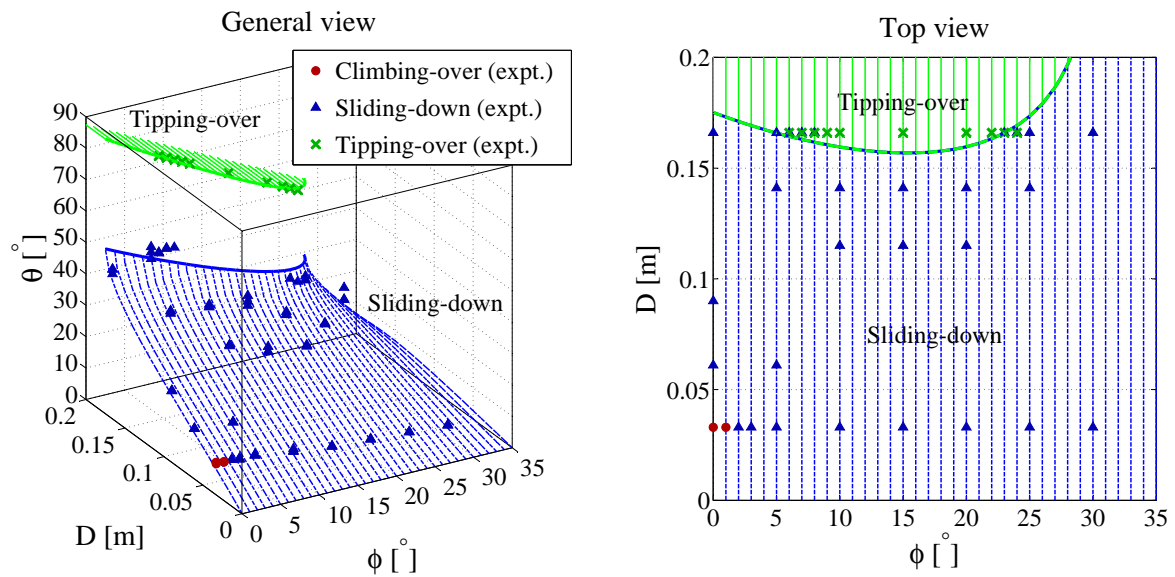 General view
Climbing-over (expt.)
Sliding-down (expt.)
Tipping-over (expt.)
Tipping-over
Sliding-down
90
80
70
60
50
40
30
20
10
0
θ [°]
0.2
0.15
0.1
0.05
0
D [m]
0
5
10
15
20
25
30
35
ϕ [°]
Top view
Tipping-over
Sliding-down
0.2
0.15
0.1
0.05
0
D [m]
0 5 10 15 20 25 30 35
ϕ [°]